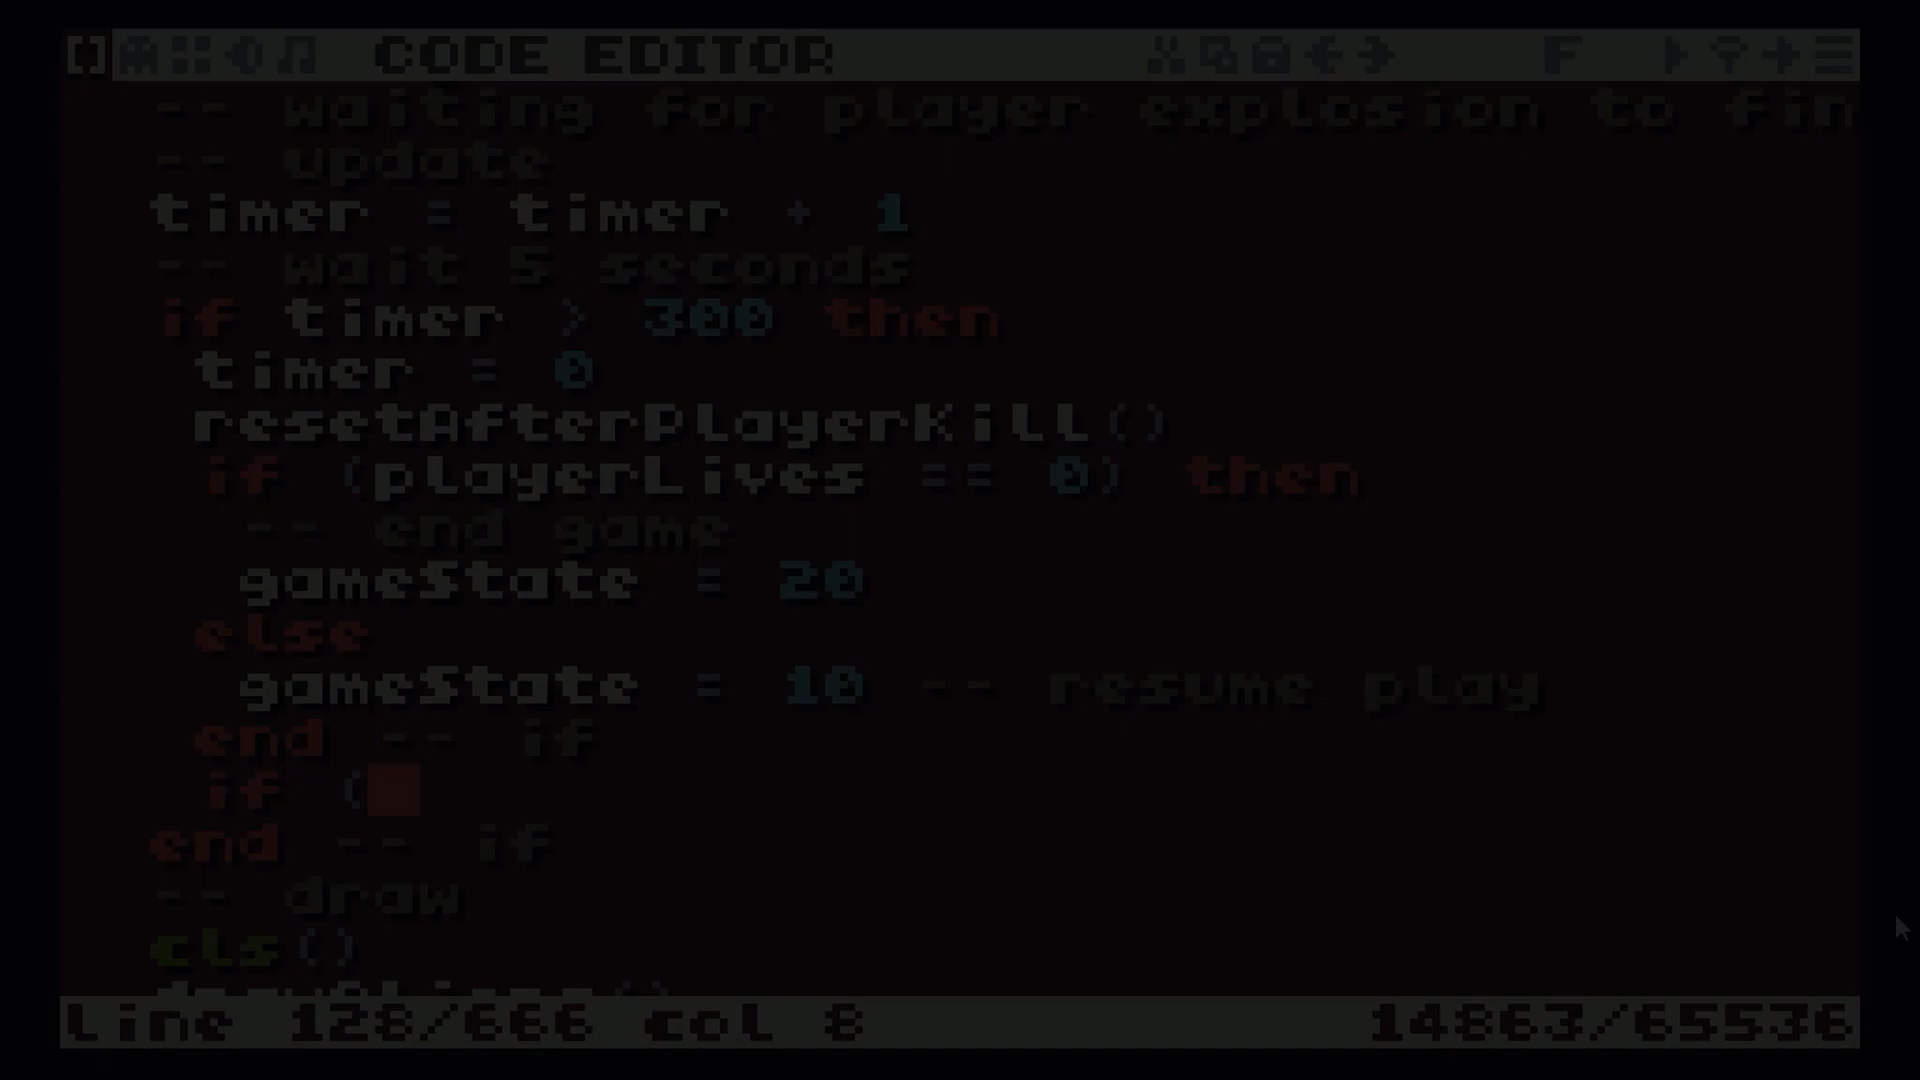 CODE EDITOR F
-- waiting for player explosion to fin
-- update
timer = timer + 1
-- wait 5 seconds
if timer > 300 then
timer = 0
resetAfterPlayerKill()
if (playerLives == 0) then
-- end game
gameState = 20
else
gameState = 10 -- resume play
end -- if
if (
end -- if
-- draw
cls()
Line 128/666 col 8 14863/65536